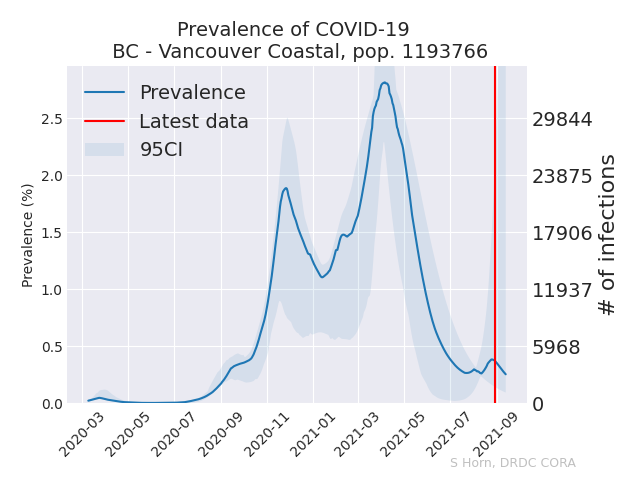 Prevalence of COVID-19
BC - Vancouver Coastal, pop. 1193766
Prevalence
Latest data
95CI
Prevalence (%)
2.5
2.0
1.5
1.0
0.5
0.0
29844
23875
17906
11937
5968
0
# of infections
2020-03
2020-05
2020-07
2020-09
2020-11
2021-01
2021-03
2021-05
2021-07
2021-09
S Horn, DRDC CORA